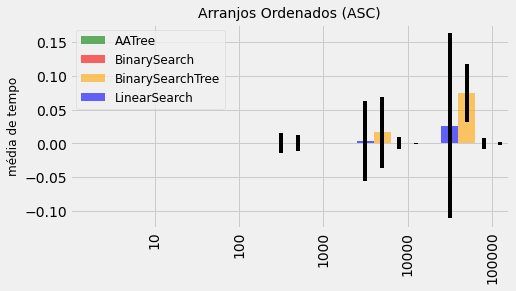 Arranjos Ordenados (ASC)
AATree
BinarySearch
BinarySearchTree
LinearSearch
média de tempo
0.15
0.10
0.05
0.00
−0.05
−0.10
10
100
1000
10000
100000